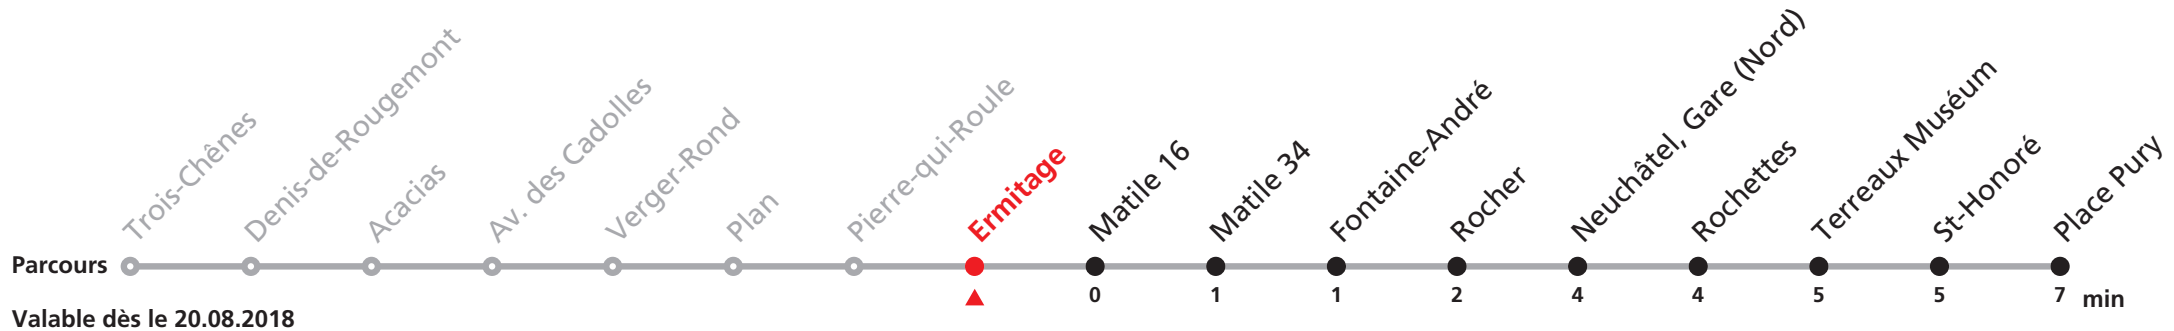 Trois-Chênes
Denis-de-Rougemont
Acacias
Av. des Cadolles
Verger-Rond
Plan
Pierre-qui-Roule
Ermitage
Matile 16
Matile 34
Fontaine-André
Rocher
Neuchâtel, Gare (Nord)
Rochettes
Terreaux Muséum
St-Honoré
Place Pury
Parcours
0 1 1 2 4 4 5 5 7 min
Valable dès le 20.08.2018